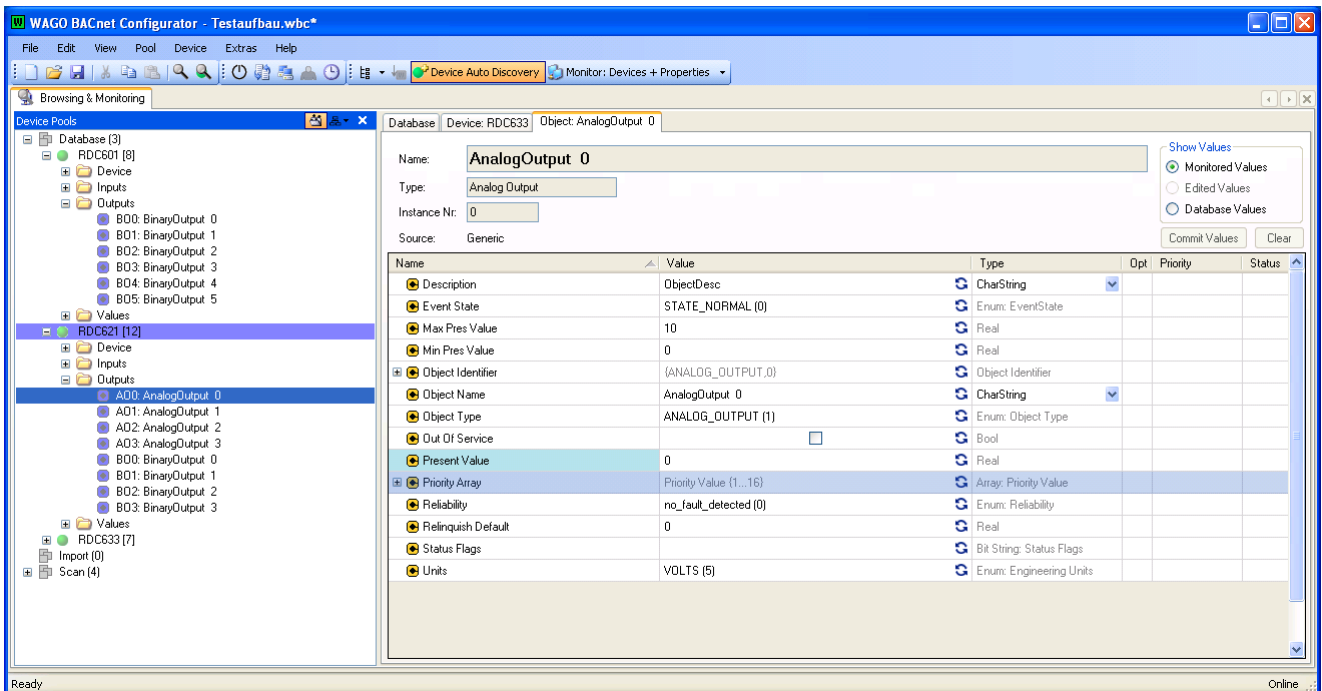 WAGO BACnet Configurator - Testaufbau.wbc*
File Edit View Pool Device Extras Help
Device Auto Discovery Monitor: Devices + Properties
Browsing & Monitoring
Device Pools
Database (3)
RDC601 [8]
Device
Inputs
Outputs
BO0: BinaryOutput 0
BO1: BinaryOutput 1
BO2: BinaryOutput 2
BO3: BinaryOutput 3
BO4: BinaryOutput 4
BO5: BinaryOutput 5
Values
RDC621 [12]
Device
Inputs
Outputs
AO0: AnalogOutput 0
AO1: AnalogOutput 1
AO2: AnalogOutput 2
AO3: AnalogOutput 3
BO0: BinaryOutput 0
BO1: BinaryOutput 1
BO2: BinaryOutput 2
BO3: BinaryOutput 3
Values
RDC633 [7]
Import (0)
Scan (4)
Database Device: RDC633 Object: AnalogOutput 0
Name: AnalogOutput 0
Type: Analog Output
Instance Nr: 0
Source: Generic
Show Values
Monitored Values
Edited Values
Database Values
Commit Values Clear
Name Value Type Opt Priority Status
Description ObjectDesc CharString
Event State STATE_NORMAL (0) Enum: EventState
Max Pres Value 10 Real
Min Pres Value 0 Real
Object Identifier {ANALOG_OUTPUT,0} Object Identifier
Object Name AnalogOutput 0 CharString
Object Type ANALOG_OUTPUT (1) Enum: Object Type
Out Of Service Bool
Present Value 0 Real
Priority Array Priority Value {1...16} Array: Priority Value
Reliability no_fault_detected (0) Enum: Reliability
Relinquish Default 0 Real
Status Flags Bit String: Status Flags
Units VOLTS (5) Enum: Engineering Units
Ready Online